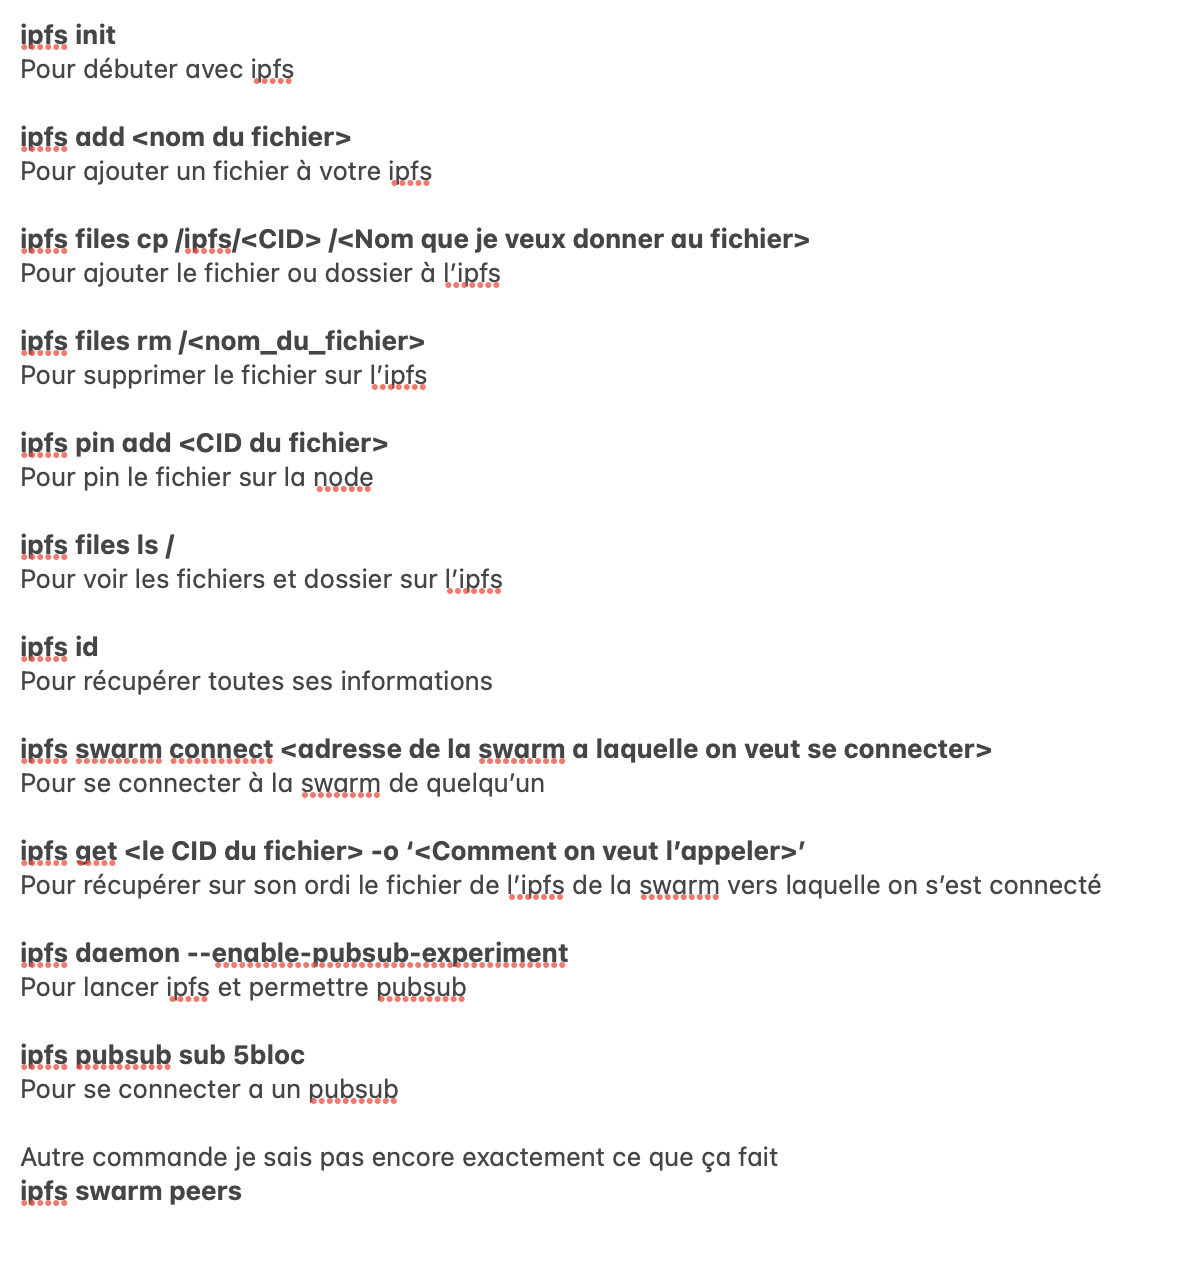 ipfs init
Pour débuter avec ipfs
ipfs add <nom du fichier>
Pour ajouter un fichier à votre ipfs
ipfs files cp /ipfs/<CID> /<Nom que je veux donner au fichier>
Pour ajouter le fichier ou dossier à l’ipfs
ipfs files rm /<nom_du_fichier>
Pour supprimer le fichier sur l’ipfs
ipfs pin add <CID du fichier>
Pour pin le fichier sur la node
ipfs files ls /
Pour voir les fichiers et dossier sur l’ipfs
ipfs id
Pour récupérer toutes ses informations
ipfs swarm connect <adresse de la swarm a laquelle on veut se connecter>
Pour se connecter à la swarm de quelqu’un
ipfs get <le CID du fichier> -o ‘<Comment on veut l’appeler>’
Pour récupérer sur son ordi le fichier de l’ipfs de la swarm vers laquelle on s’est connecté
ipfs daemon --enable-pubsub-experiment
Pour lancer ipfs et permettre pubsub
ipfs pubsub sub 5bloc
Pour se connecter a un pubsub
Autre commande je sais pas encore exactement ce que ça fait
ipfs swarm peers